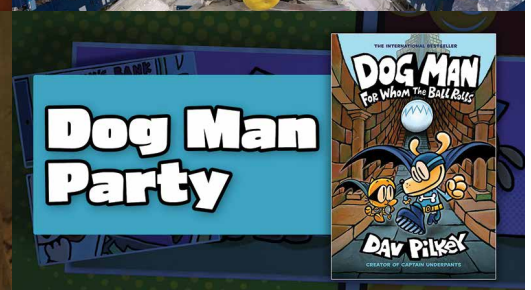 Dog Man
Party
THE INTERNATIONAL BESTSELLER
DOG MAN
FOR WHOM THE BALL ROLLS
DAV PILKEY
CREATOR OF CAPTAIN UNDERPANTS
BANK